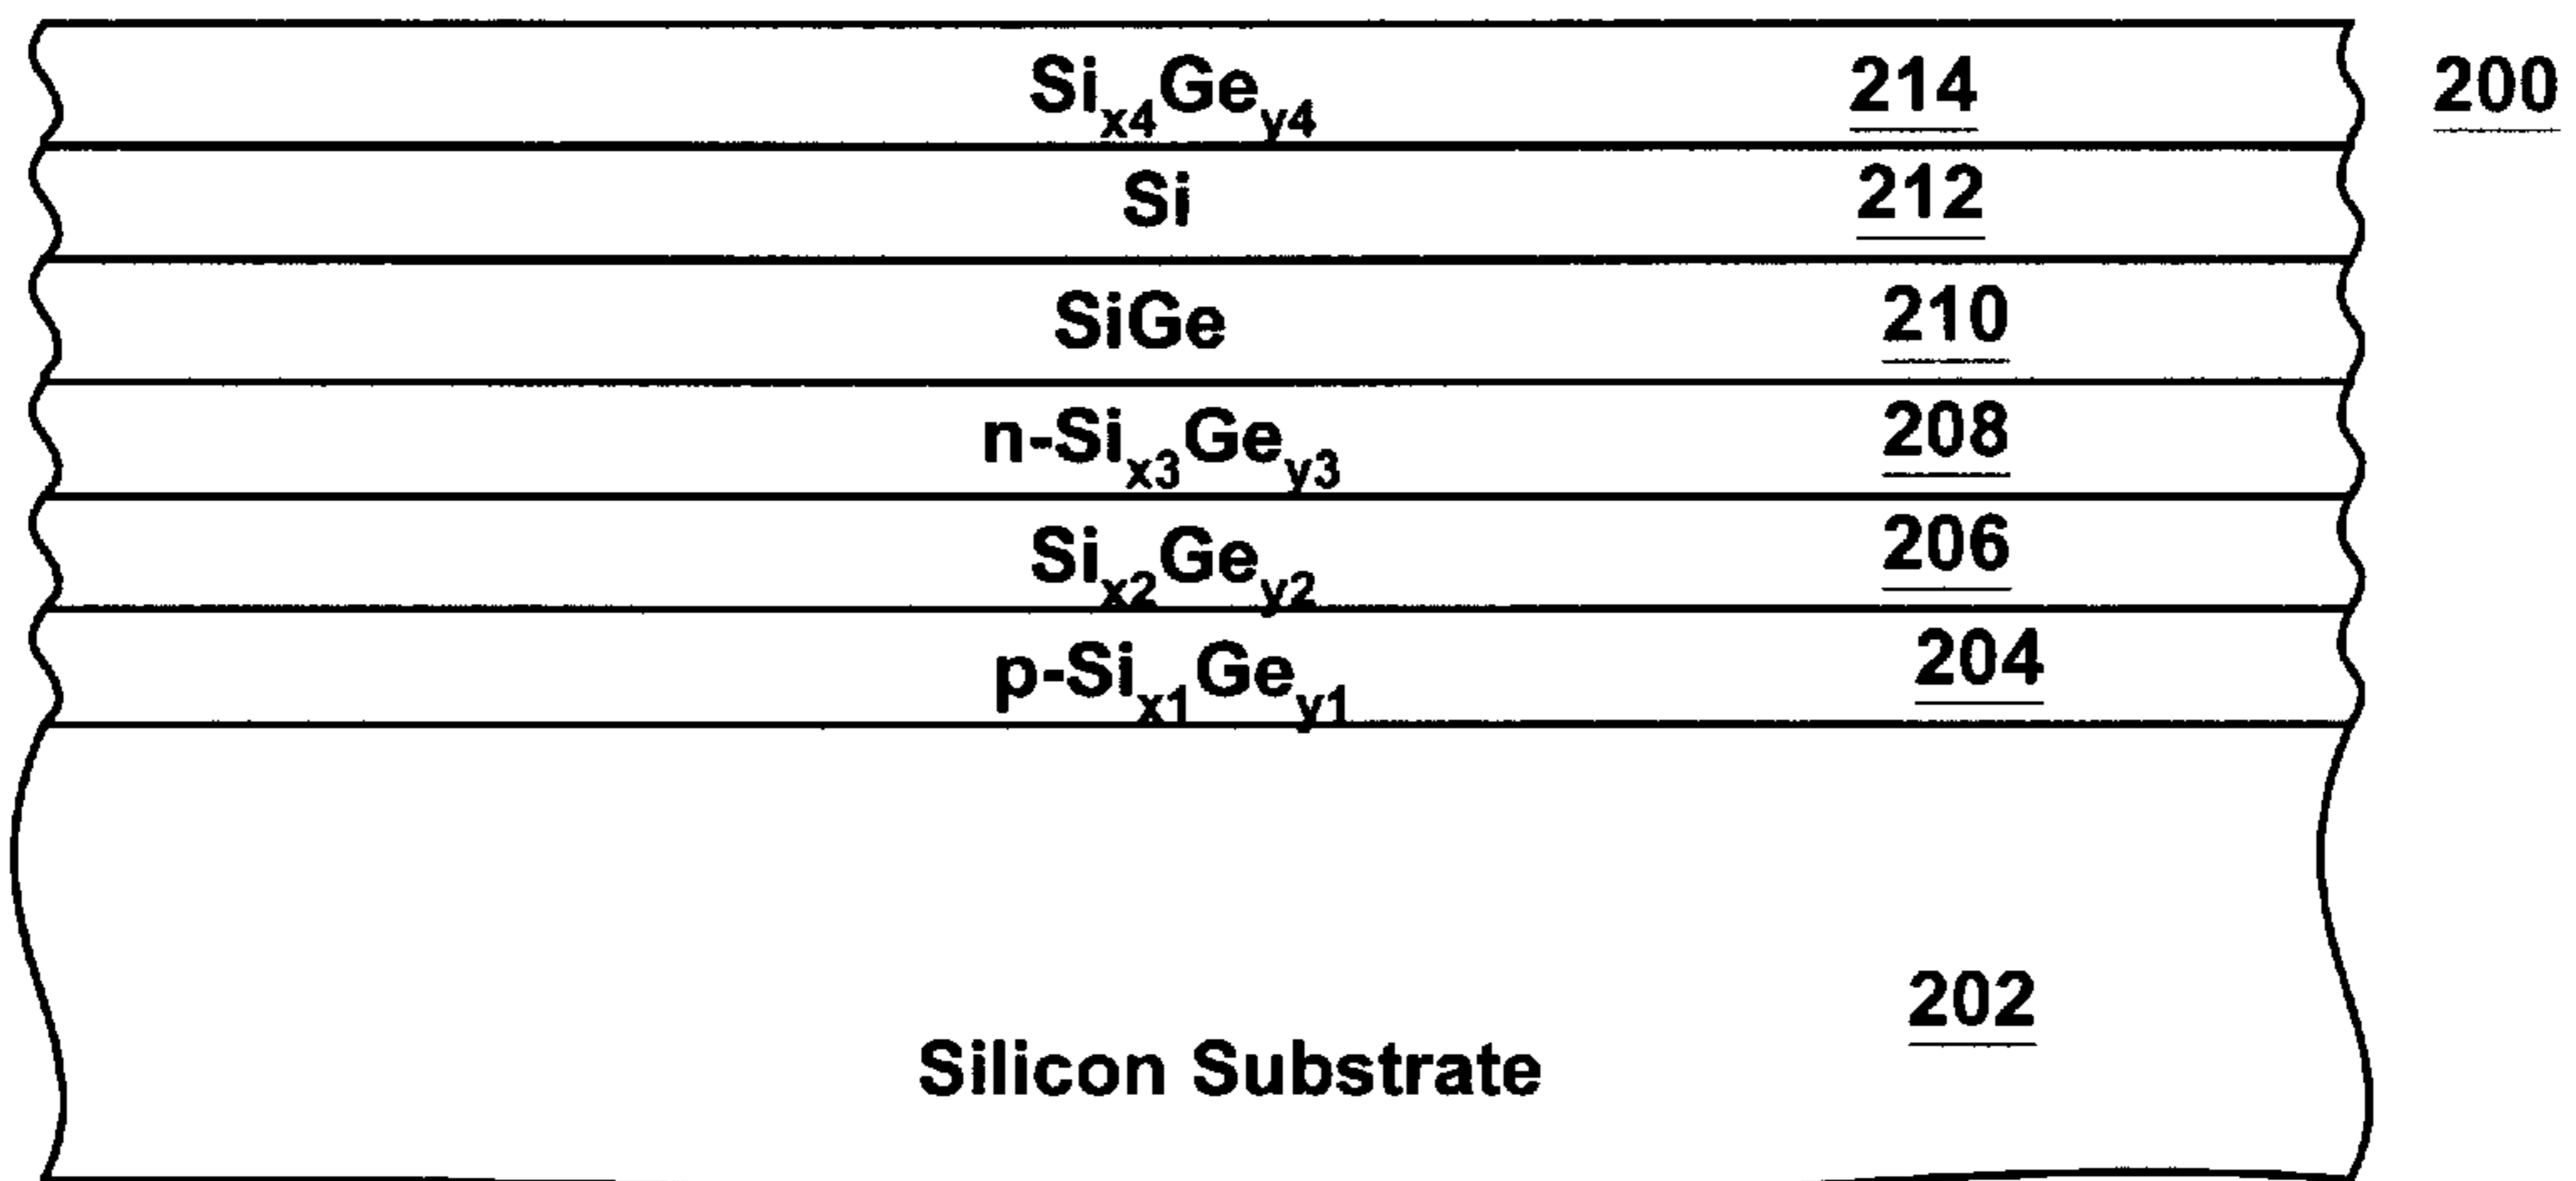 Si_x4Ge_y4 214 200
Si 212
SiGe 210
n-Si_x3Ge_y3 208
Si_x2Ge_y2 206
p-Si_x1Ge_y1 204
202
Silicon Substrate